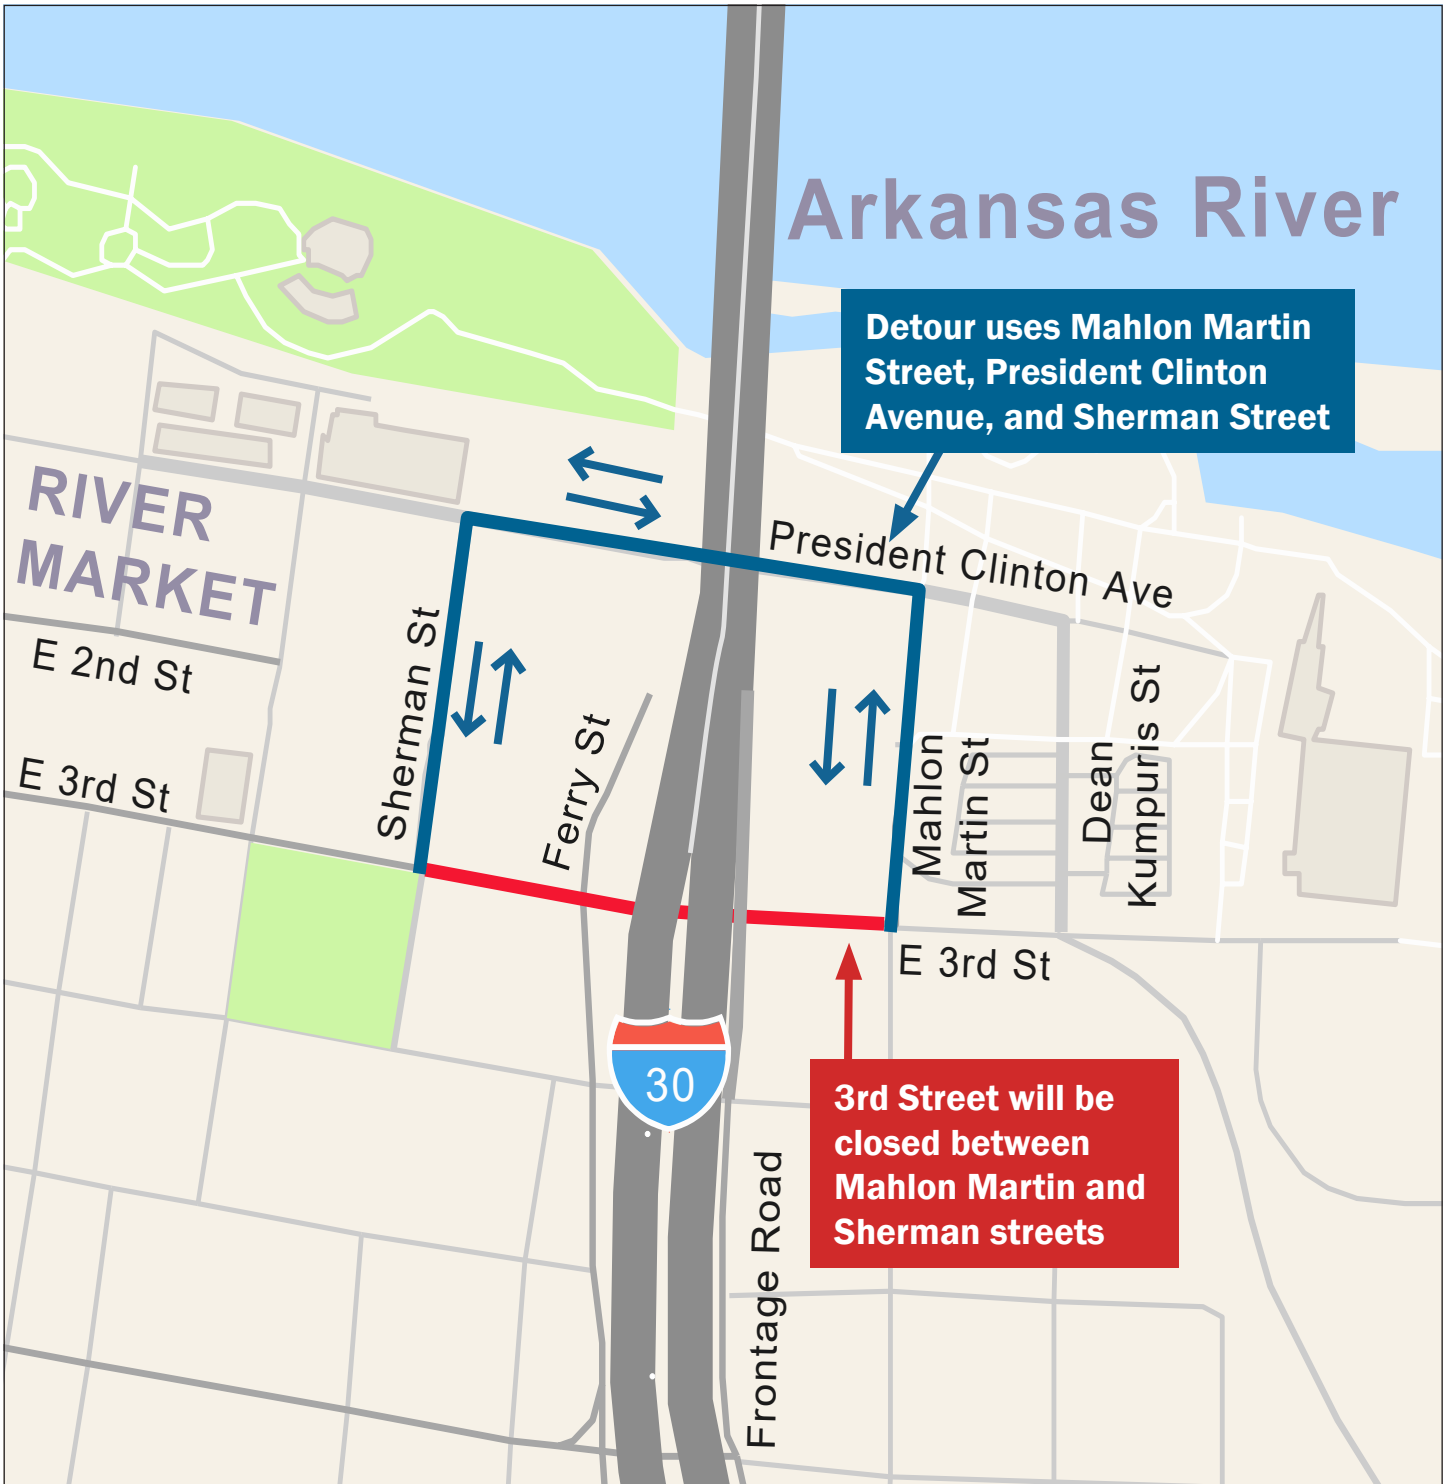 Arkansas River
Detour uses Mahlon Martin
Street, President Clinton
Avenue, and Sherman Street
RIVER
MARKET
President Clinton Ave
E 2nd St
Sherman St
Ferry St
Mahlon
Martin St
Dean
Kumpuris St
E 3rd St
E 3rd St
30
3rd Street will be
closed between
Mahlon Martin and
Sherman streets
Frontage Road